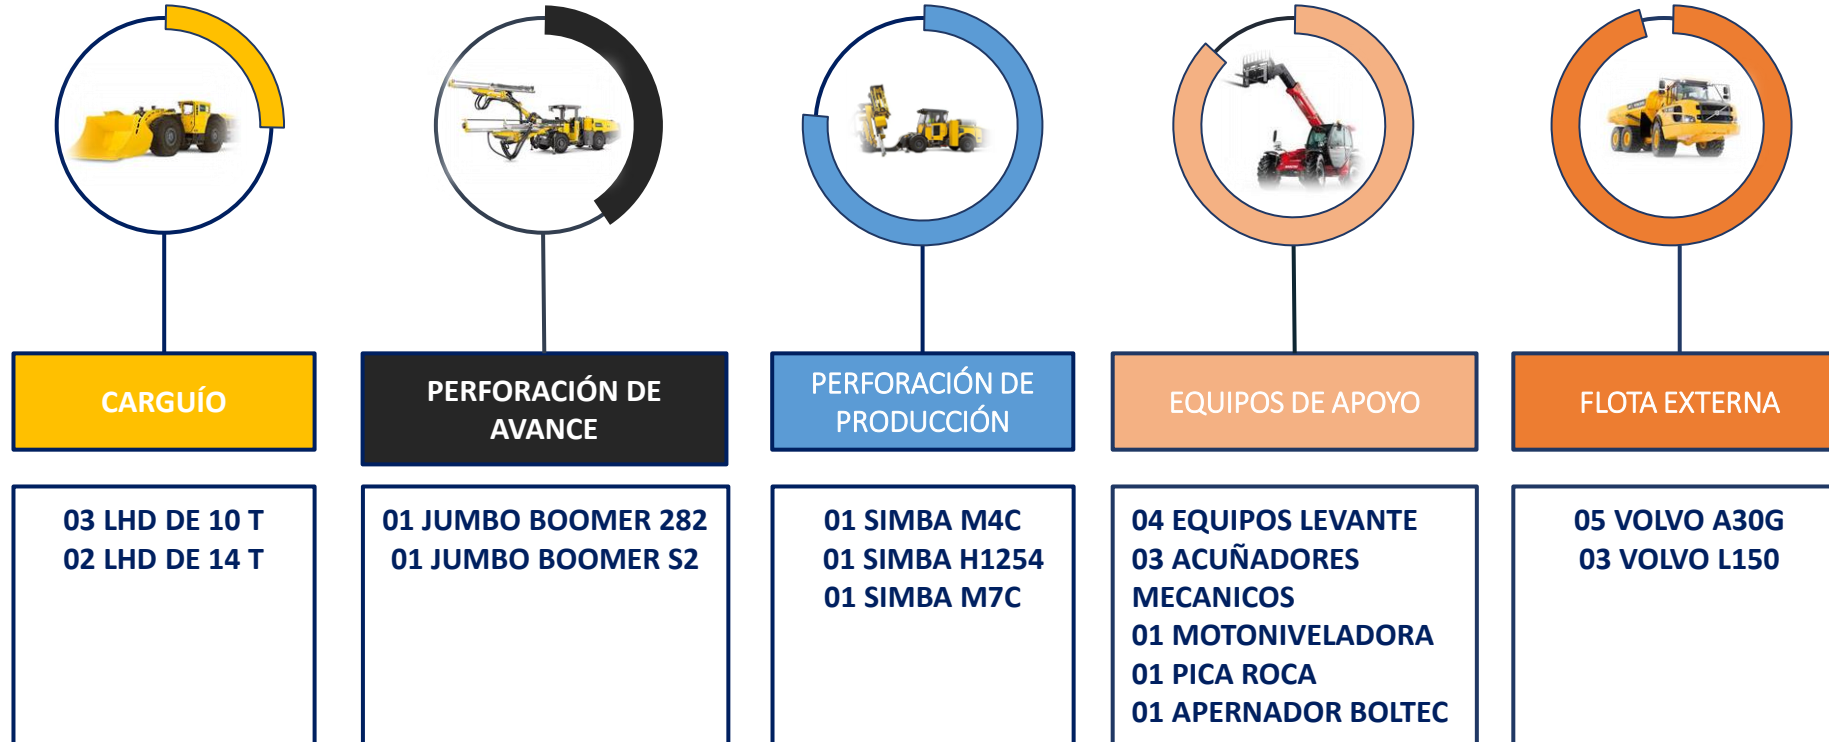 CARGUÍO
03 LHD DE 10 T
02 LHD DE 14 T
PERFORACIÓN DE
AVANCE
01 JUMBO BOOMER 282
01 JUMBO BOOMER S2
PERFORACIÓN DE
PRODUCCIÓN
01 SIMBA M4C
01 SIMBA H1254
01 SIMBA M7C
EQUIPOS DE APOYO
04 EQUIPOS LEVANTE
03 ACUÑADORES
MECANICOS
01 MOTONIVELADORA
01 PICA ROCA
01 APERNADOR BOLTEC
FLOTA EXTERNA
05 VOLVO A30G
03 VOLVO L150